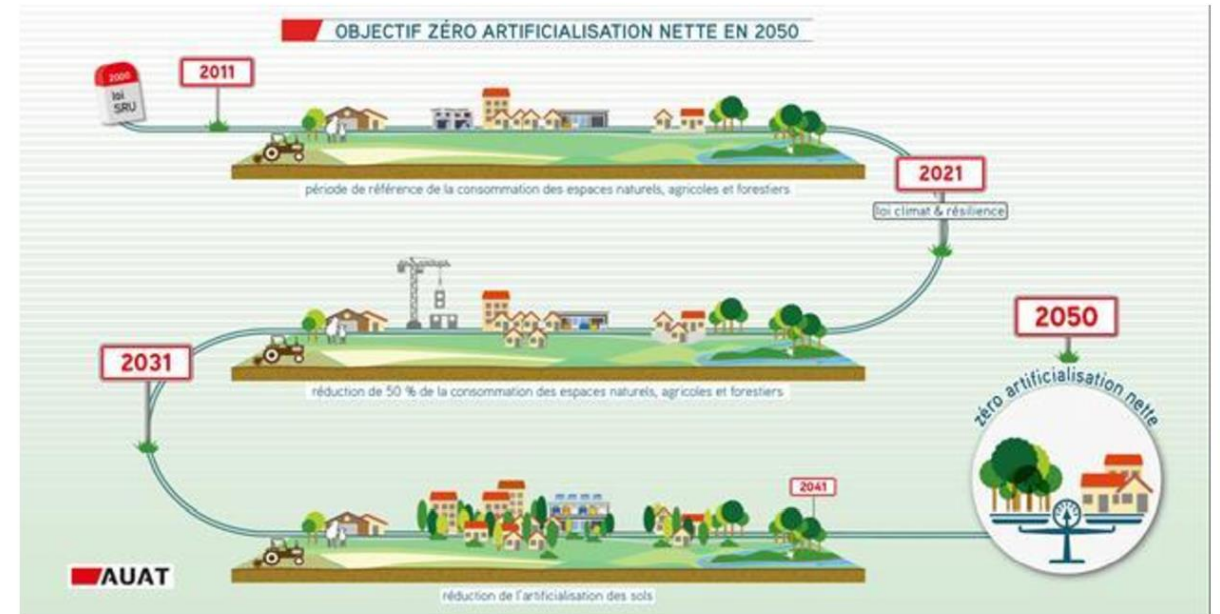 OBJECTIF ZÉRO ARTIFICIALISATION NETTE EN 2050
2000
loi
SRU
2011
période de référence de la consommation des espaces naturels, agricoles et forestiers
2021
loi climat & résilience
réduction de 50 % de la consommation des espaces naturels, agricoles et forestiers
2031
2050
zéro artificialisation nette
2041
réduction de l'artificialisation des sols
AUAT